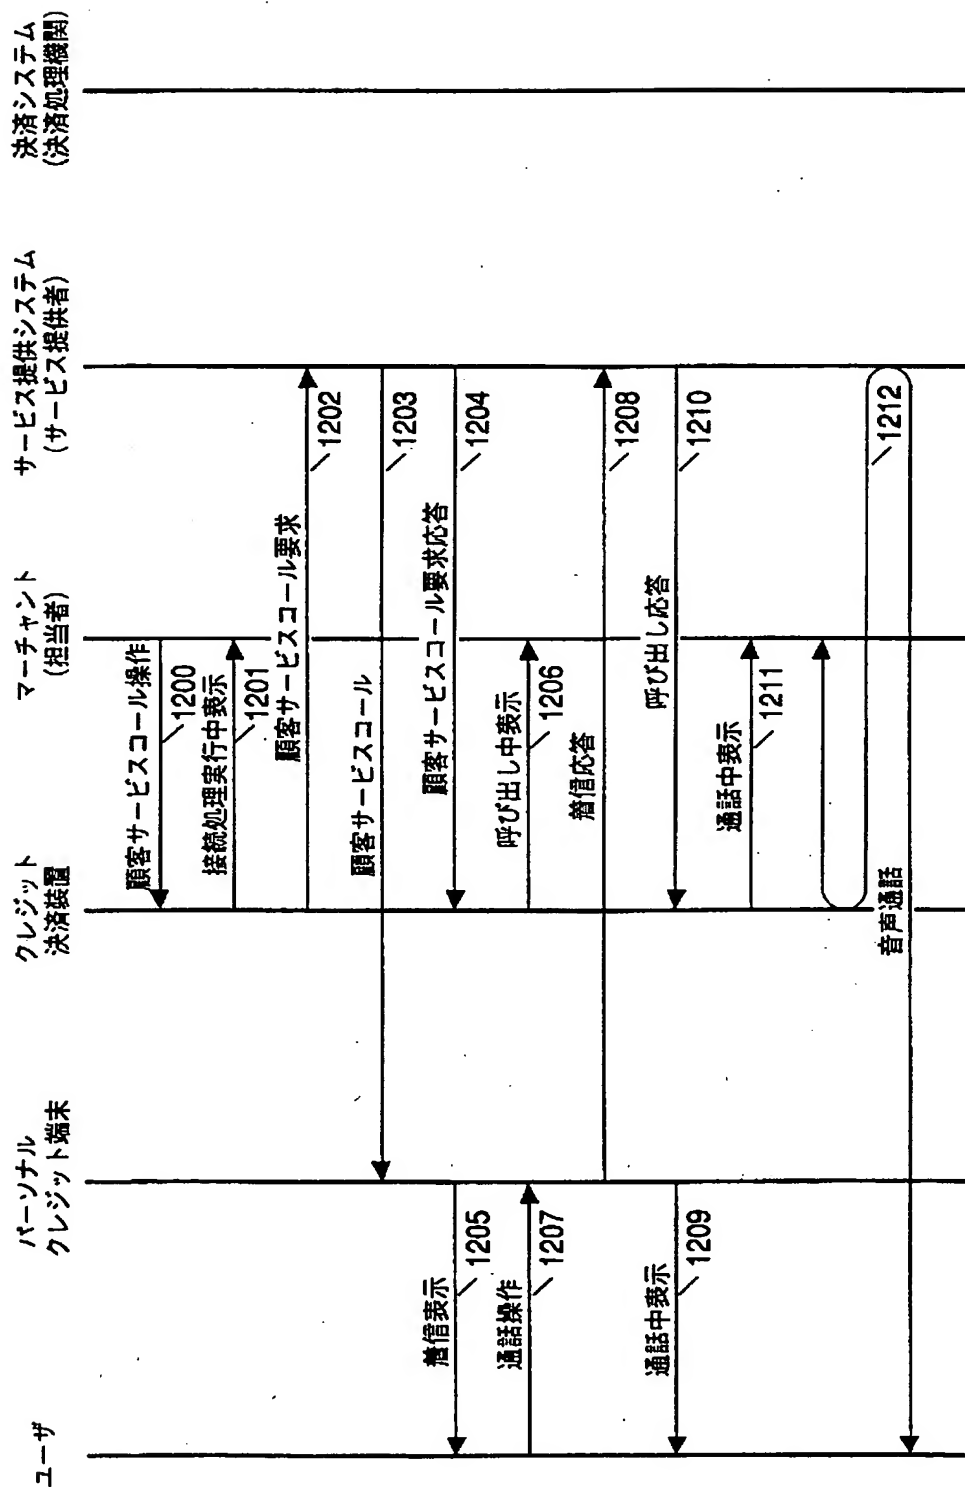 ユーザ
パーソナル
クレジット端末
クレジット
決済装置
マーチャント
(担当者)
サービス提供システム
(サービス提供者)
決済システム
(決済処理機関)
顧客サービスコール操作
1200
接続処理実行中表示
1201
顧客サービスコール要求
1202
顧客サービスコール
1203
顧客サービスコール要求応答
1204
着信表示
1205
呼び出し中表示
1206
通話操作
1207
着信応答
1208
通話中表示
1209
呼び出し応答
1210
通話中表示
1211
音声通話
1212